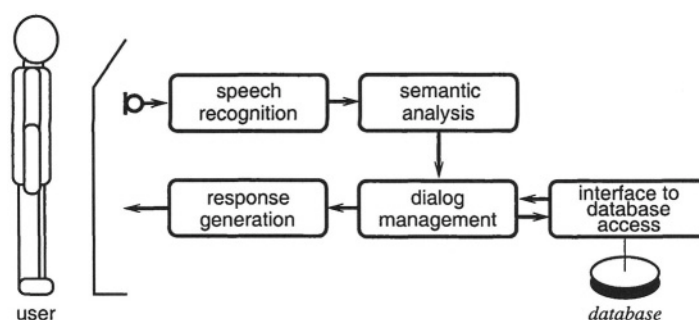 speech
recognition
semantic
analysis
response
generation
dialog
management
interface to
database
access
user
database